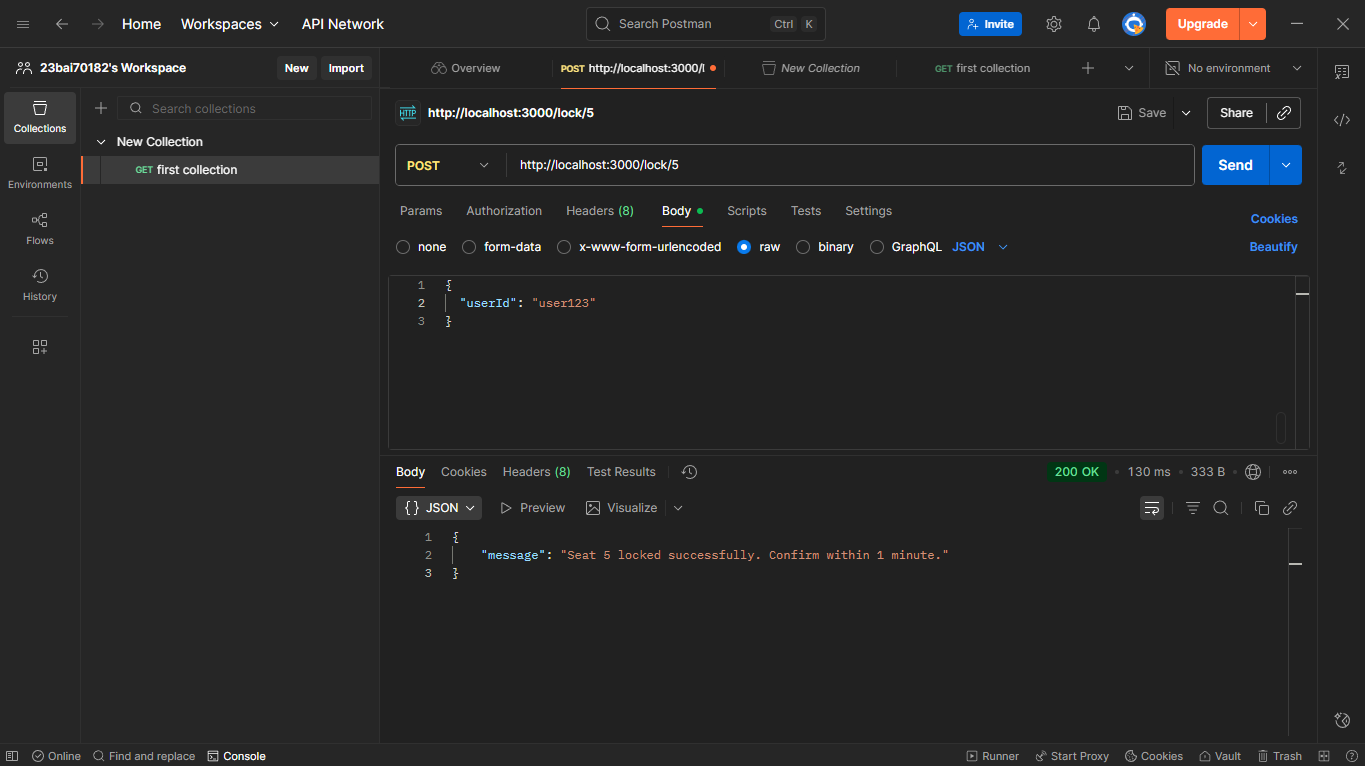 Home Workspaces API Network Search Postman Ctrl K Invite Upgrade
23bai70182's Workspace New Import Overview POST http://localhost:3000/l New Collection GET first collection No environment
Collections
Search collections
HTTP http://localhost:3000/lock/5 Save Share
New Collection
GET first collection
POST http://localhost:3000/lock/5 Send
Environments
Flows
History
Params Authorization Headers (8) Body Scripts Tests Settings Cookies
none form-data x-www-form-urlencoded raw binary GraphQL JSON Beautify
1 {
2 "userId": "user123"
3 }
Body Cookies Headers (8) Test Results 200 OK 130 ms 333 B
{} JSON Preview Visualize
1 {
2 "message": "Seat 5 locked successfully. Confirm within 1 minute."
3 }
Online Find and replace Console Runner Start Proxy Cookies Vault Trash